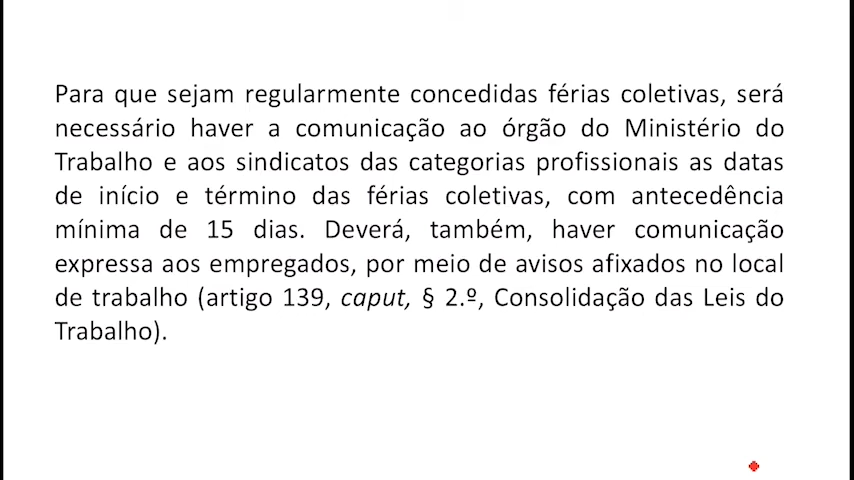 Para que sejam regularmente concedidas férias coletivas, será
necessário haver a comunicação ao órgão do Ministério do
Trabalho e aos sindicatos das categorias profissionais as datas
de início e término das férias coletivas, com antecedência
mínima de 15 dias. Deverá, também, haver comunicação
expressa aos empregados, por meio de avisos afixados no local
de trabalho (artigo 139, caput, § 2.º, Consolidação das Leis do
Trabalho).